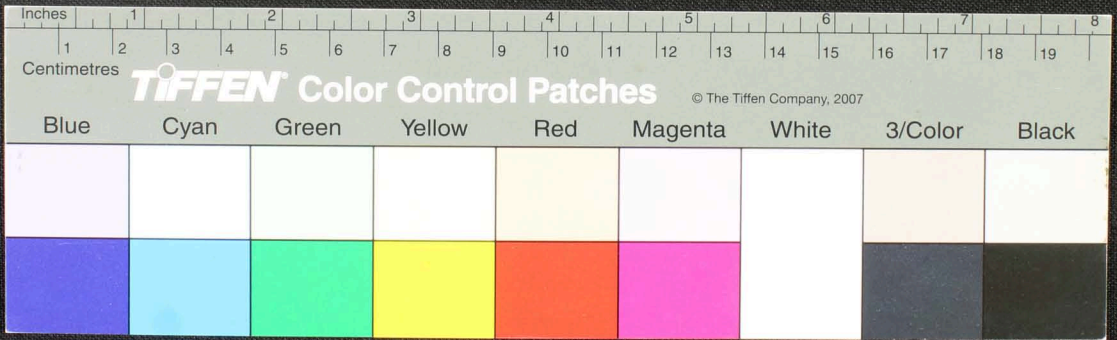 Inches 1 2 3 4 5 6 7 8
1 2 3 4 5 6 7 8 9 10 11 12 13 14 15 16 17 18 19
Centimetres
TIFFEN® Color Control Patches © The Tiffen Company, 2007
Blue Cyan Green Yellow Red Magenta White 3/Color Black